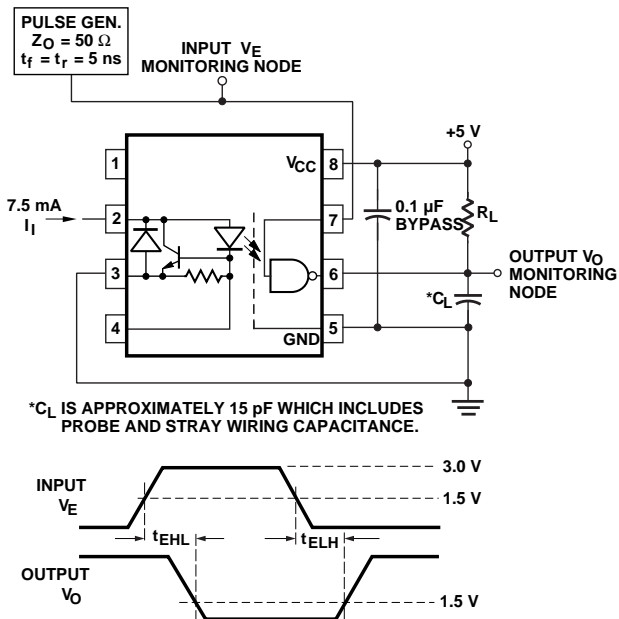 PULSE GEN.
ZO = 50 Ω
tf = tr = 5 ns
INPUT VE
MONITORING NODE
+5 V
1
VCC
8
7.5 mA
II
2
7
0.1 µF
BYPASS
RL
3
6
OUTPUT VO
MONITORING
NODE
*CL
4
GND
5
*CL IS APPROXIMATELY 15 pF WHICH INCLUDES
PROBE AND STRAY WIRING CAPACITANCE.
INPUT
VE
3.0 V
1.5 V
tEHL
tELH
OUTPUT
VO
1.5 V